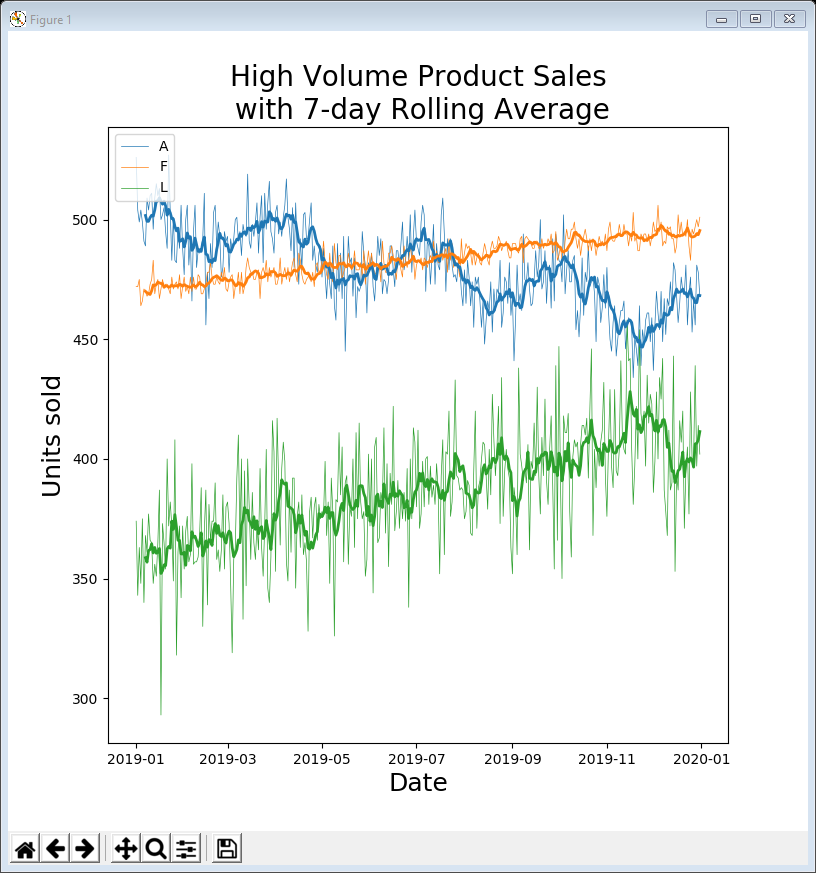 Figure 1
High Volume Product Sales
with 7-day Rolling Average
A
F
L
500
450
400
350
300
Units sold
2019-01 2019-03 2019-05 2019-07 2019-09 2019-11 2020-01
Date